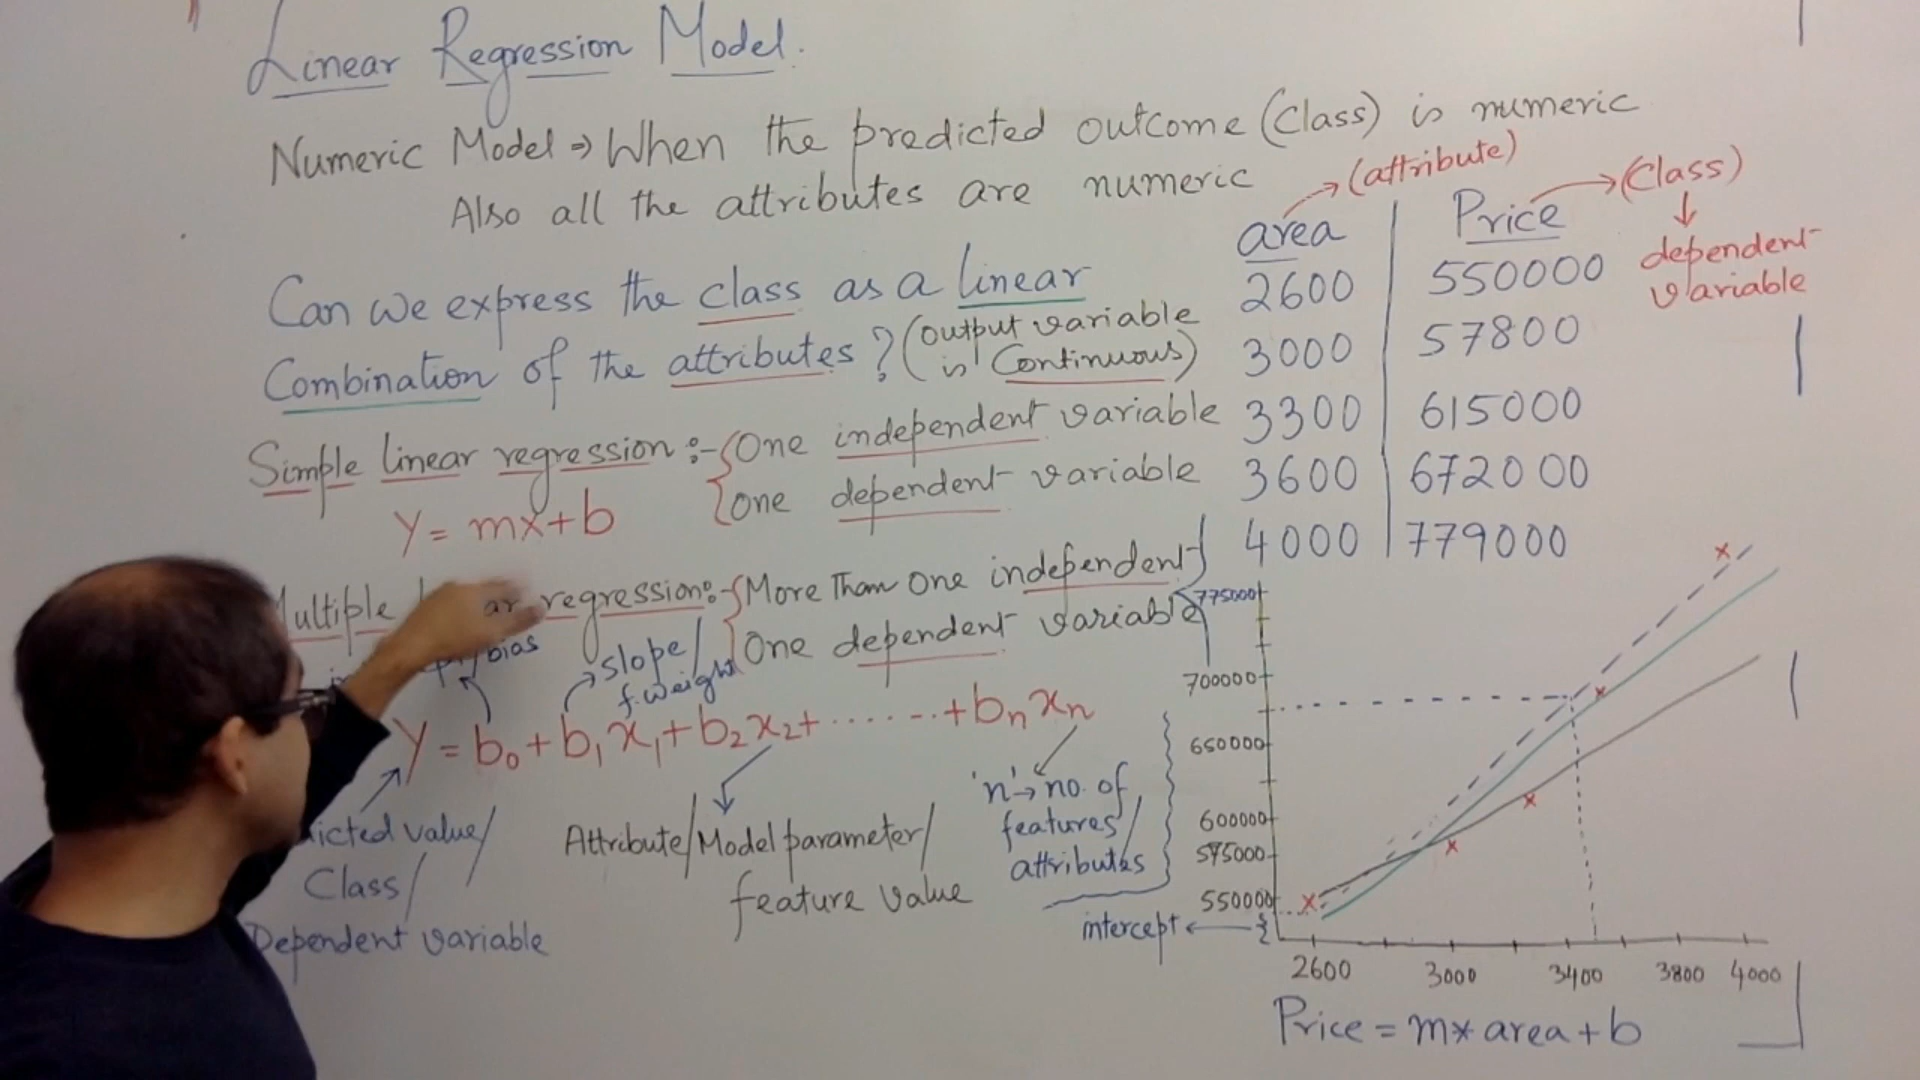 Linear Regression Model.
Numeric Model ⇒ When the predicted outcome (Class) is numeric
Also all the attributes are numeric
Can we express the class as a linear
Combination of the attributes? (output variable
is Continuous)
Simple linear regression :- { One independent variable
{ one dependent variable
Y = mx+b
Multiple ar regression:- { More Than One independent
{ One dependent variable
bias
slope/
f. weight
Y = b₀ + b₁x₁ + b₂x₂ + ....... + bₙxₙ
icted value/
Class/
Dependent variable
Attribute/Model parameter/
feature value
'n' → no. of
features/
attributes
→ (attribute)
→ (Class)
↓
dependent
variable
area | Price
2600 | 550000
3000 | 57800
3300 | 615000
3600 | 672000
4000 | 779000
775000
700000
650000
600000
575000
550000
intercept ←
2600 3000 3400 3800 4000
Price = m* area + b